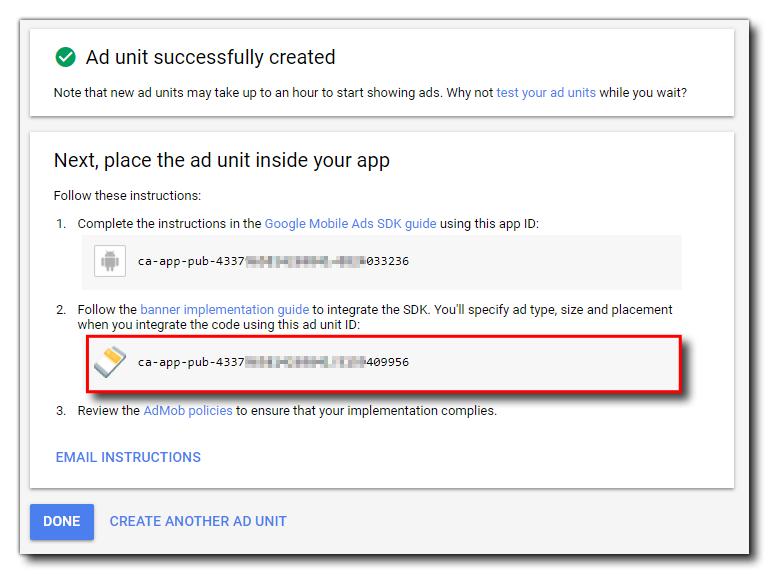 Ad unit successfully created
Note that new ad units may take up to an hour to start showing ads. Why not test your ad units while you wait?
Next, place the ad unit inside your app
Follow these instructions:
1. Complete the instructions in the Google Mobile Ads SDK guide using this app ID:
ca-app-pub-4337 033236
2. Follow the banner implementation guide to integrate the SDK. You'll specify ad type, size and placement
when you integrate the code using this ad unit ID:
ca-app-pub-4337 409956
3. Review the AdMob policies to ensure that your implementation complies.
EMAIL INSTRUCTIONS
DONE CREATE ANOTHER AD UNIT